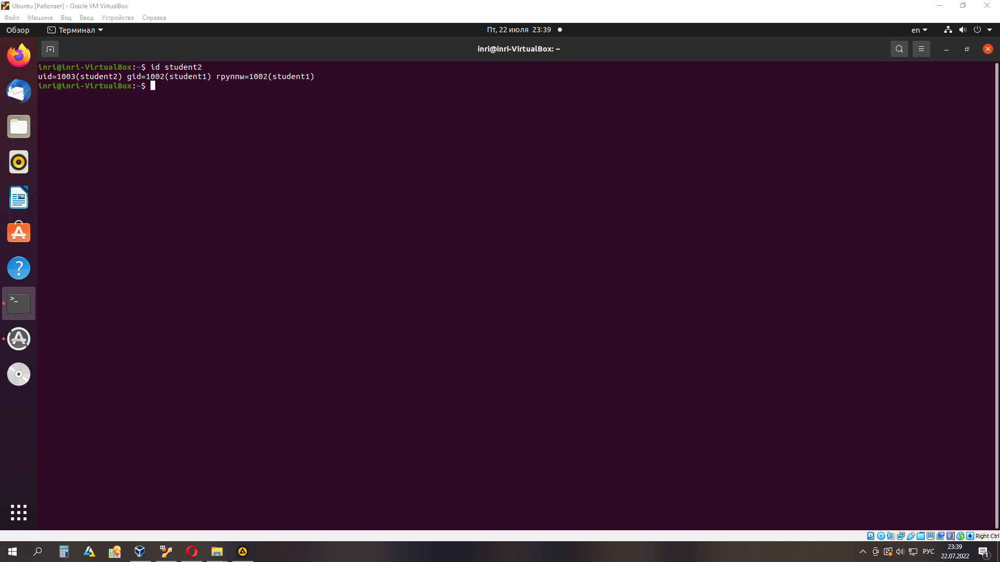 Ubuntu [Работает] - Oracle VM VirtualBox
Файл Машина Вид Ввод Устройства Справка
Обзор Терминал Пт, 22 июля 23:39 en
inri@inri-VirtualBox: ~
inri@inri-VirtualBox:~$ id student2
uid=1003(student2) gid=1002(student1) группы=1002(student1)
inri@inri-VirtualBox:~$
Right Ctrl
РУС
23:39
22.07.2022
1